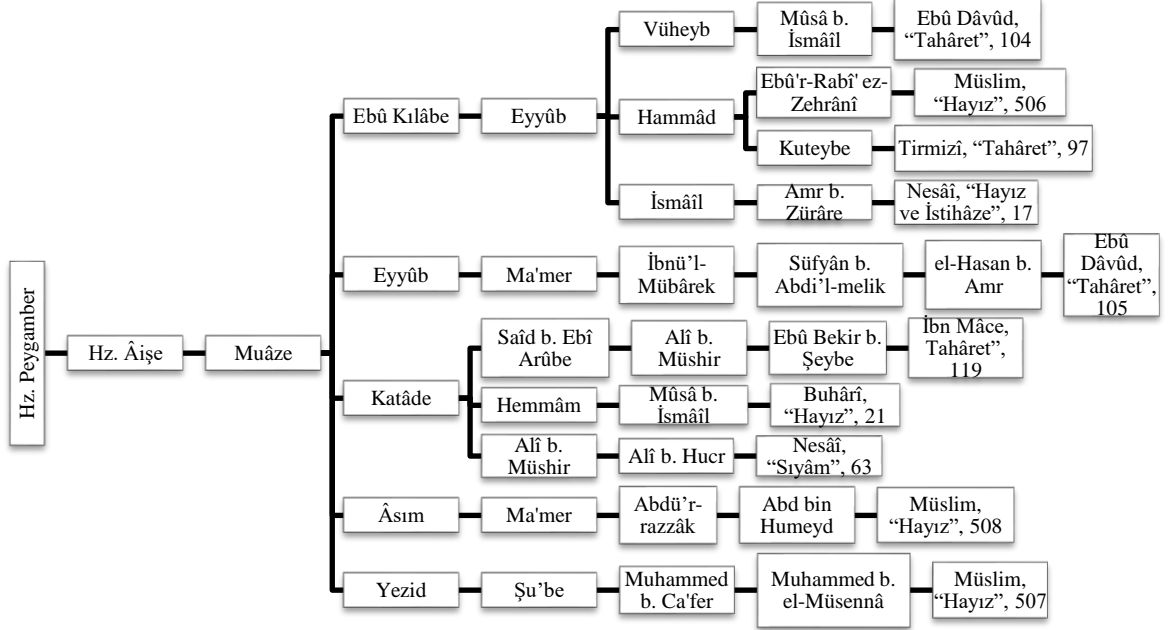 Hz. Peygamber
Hz. Âişe
Muâze
Ebû Kılâbe
Eyyûb
Vüheyb
Mûsâ b.
İsmâîl
Ebû Dâvûd,
“Tahâret”, 104
Hammâd
Ebû'r-Rabî' ez-
Zehrânî
Müslim,
“Hayız”, 506
Kuteybe
Tirmizî, “Tahâret”, 97
İsmâîl
Amr b.
Zürâre
Nesâî, “Hayız
ve İstihâze”, 17
Eyyûb
Ma'mer
İbnü’l-
Mübârek
Süfyân b.
Abdi’l-melik
el-Hasan b.
Amr
Ebû
Dâvûd,
“Tahâret”,
105
Katâde
Saîd b. Ebî
Arûbe
Alî b.
Müshir
Ebû Bekir b.
Şeybe
İbn Mâce,
Tahâret”,
119
Hemmâm
Mûsâ b.
İsmâîl
Buhârî,
“Hayız”, 21
Alî b.
Müshir
Alî b. Hucr
Nesâî,
“Sıyâm”, 63
Âsım
Ma'mer
Abdü’r-
razzâk
Abd bin
Humeyd
Müslim,
“Hayız”, 508
Yezid
Şu’be
Muhammed
b. Ca'fer
Muhammed b.
el-Müsennâ
Müslim,
“Hayız”, 507